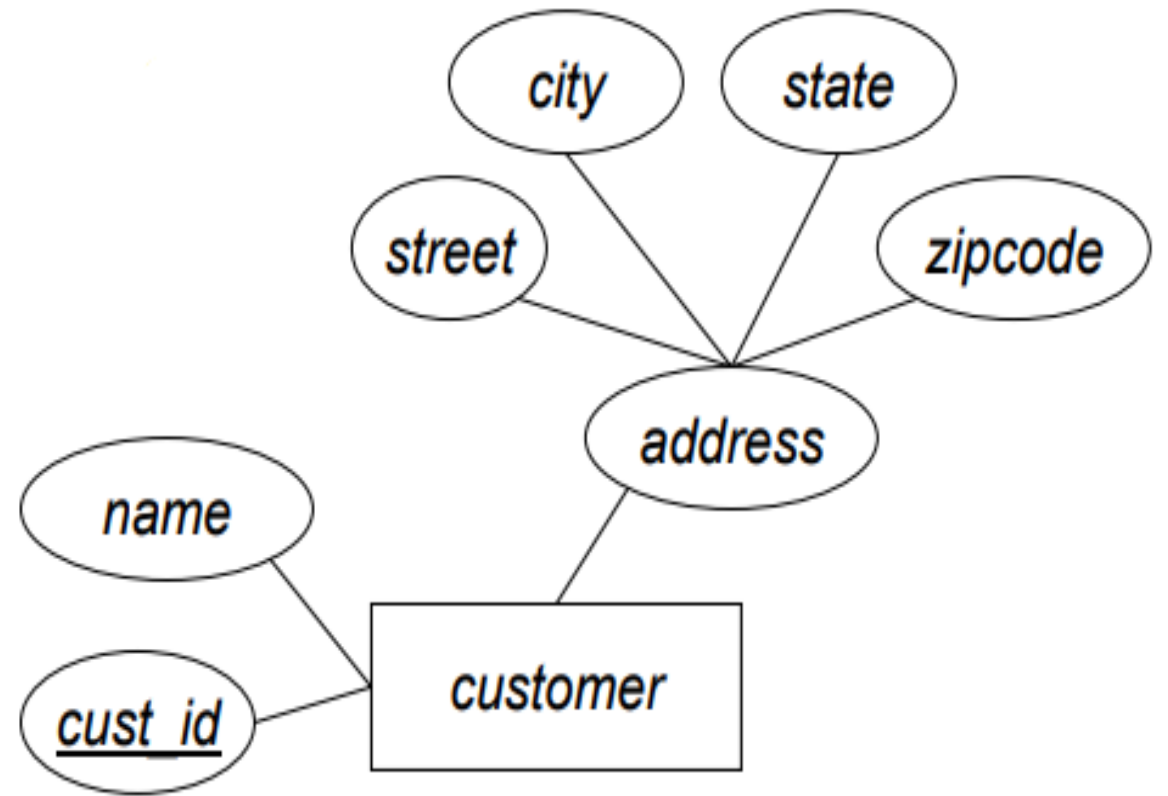 city
state
street
zipcode
address
name
customer
cust_id